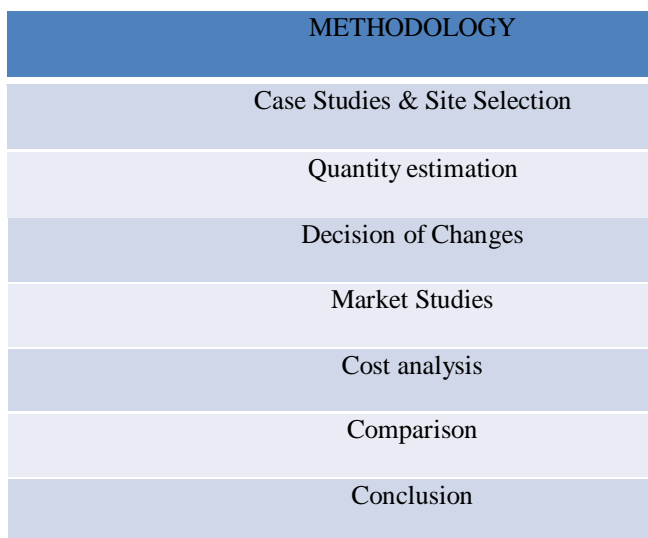 METHODOLOGY
Case Studies & Site Selection
Quantity estimation
Decision of Changes
Market Studies
Cost analysis
Comparison
Conclusion